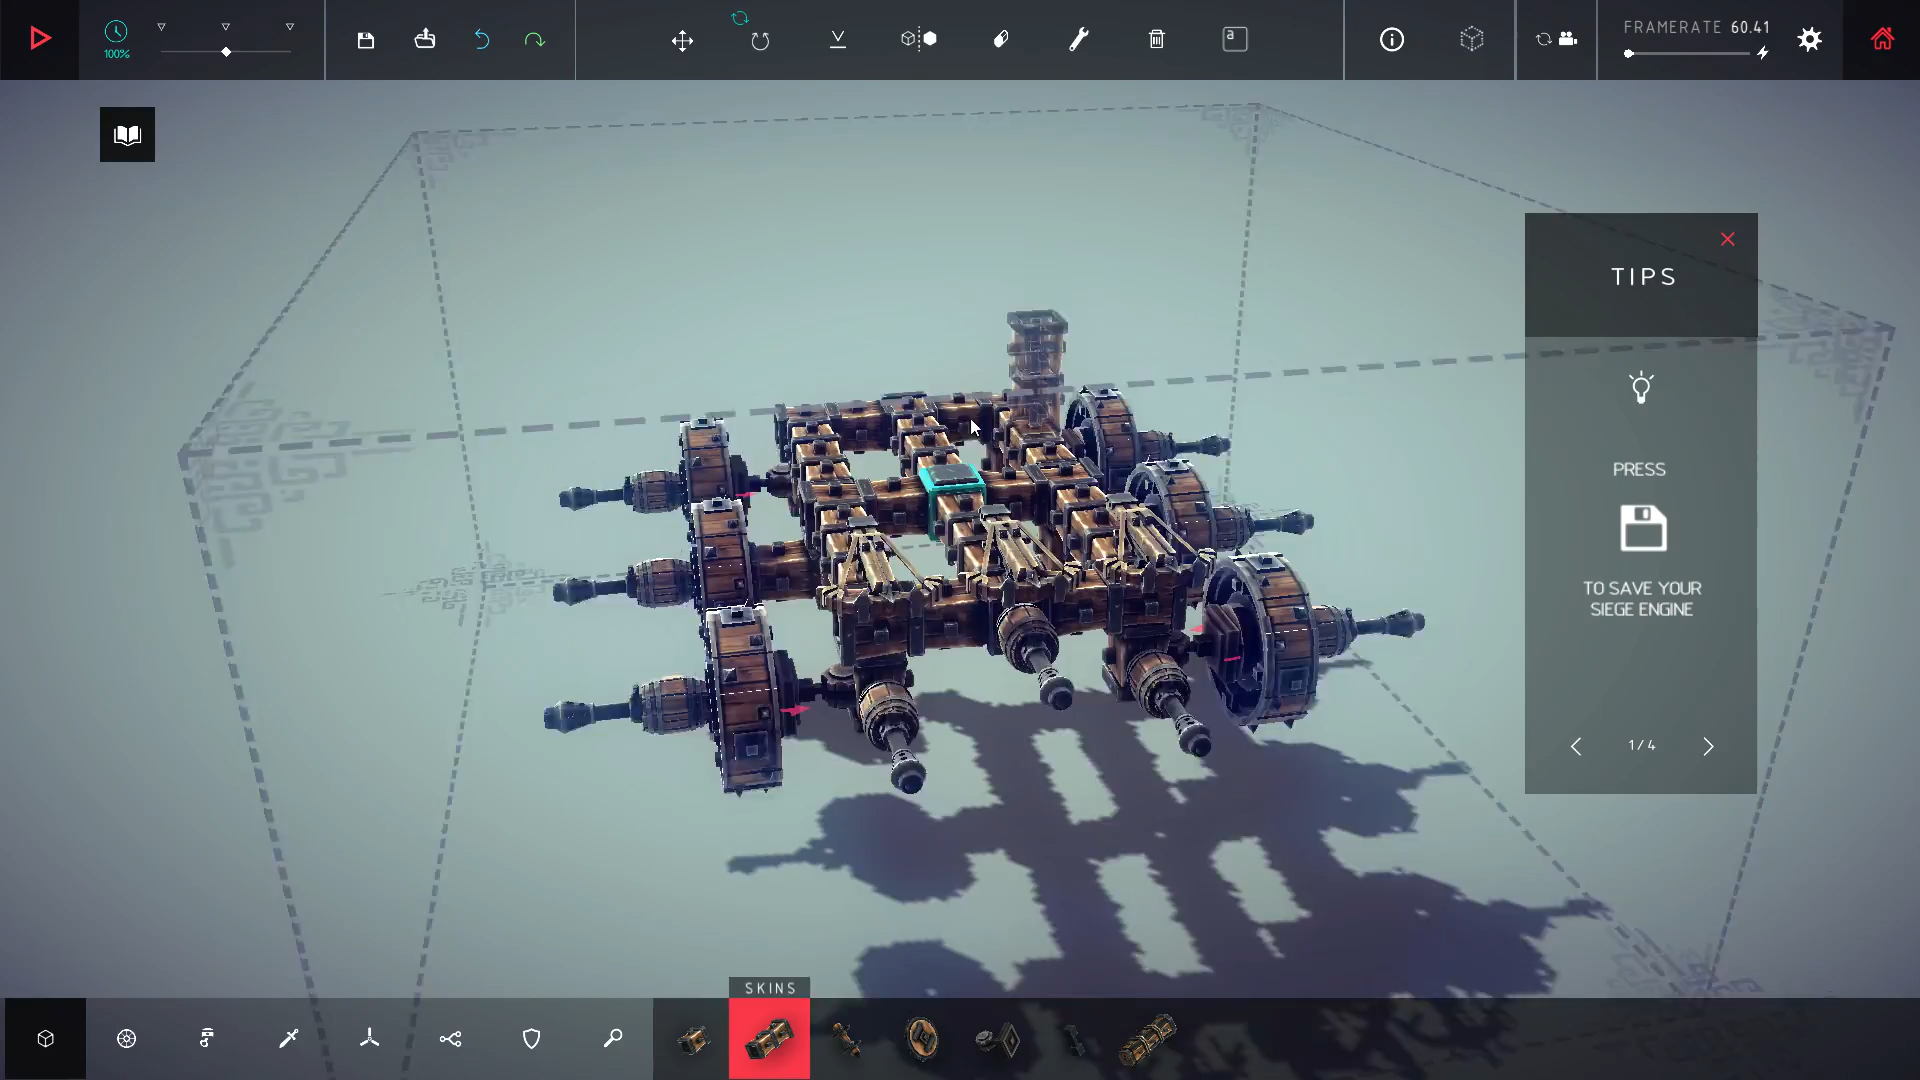 100%
a
FRAMERATE 60.41
TIPS
PRESS
TO SAVE YOUR
SIEGE ENGINE
1/4
SKINS